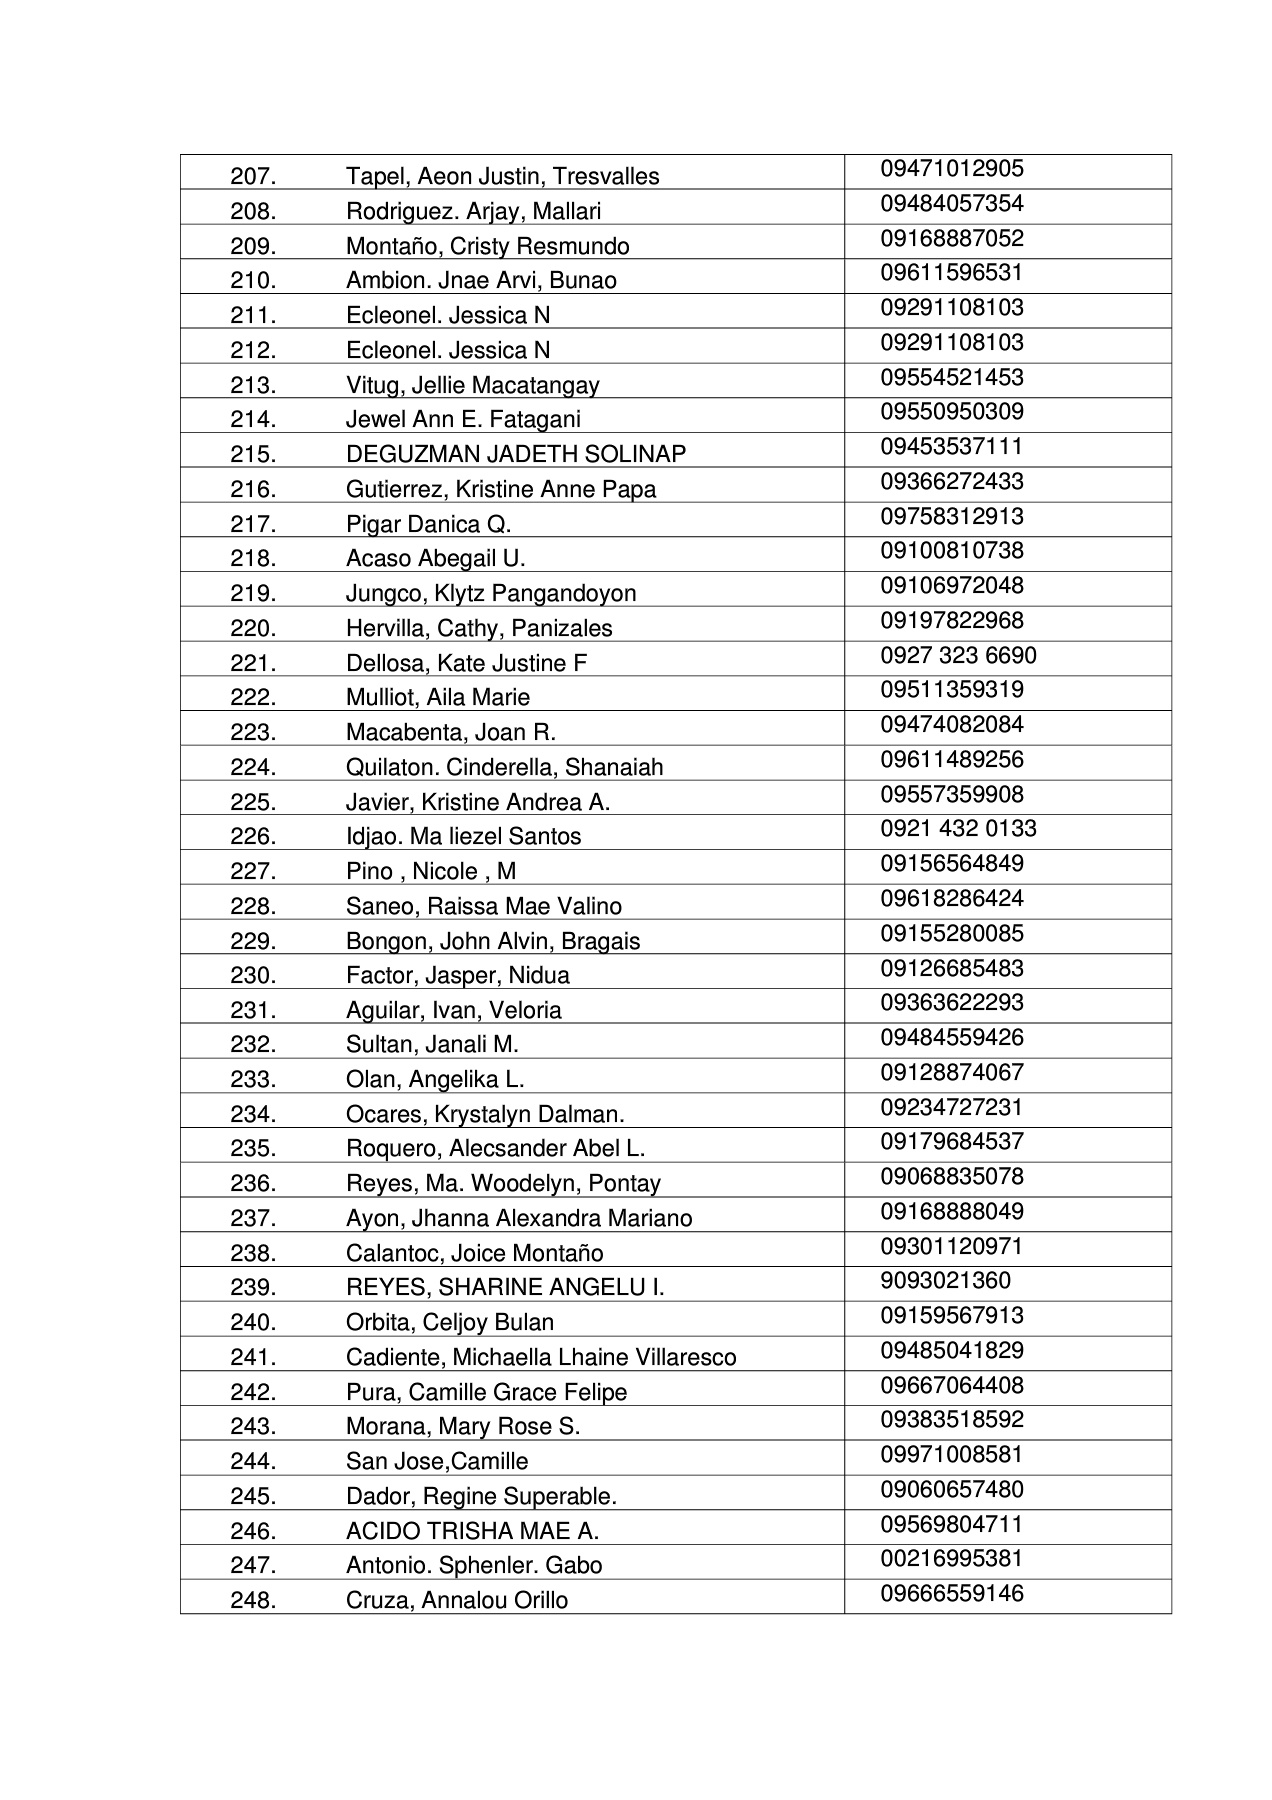 207. Tapel, Aeon Justin, Tresvalles 09471012905
208. Rodriguez. Arjay, Mallari 09484057354
209. Montaño, Cristy Resmundo 09168887052
210. Ambion. Jnae Arvi, Bunao 09611596531
211. Ecleonel. Jessica N 09291108103
212. Ecleonel. Jessica N 09291108103
213. Vitug, Jellie Macatangay 09554521453
214. Jewel Ann E. Fatagani 09550950309
215. DEGUZMAN JADETH SOLINAP 09453537111
216. Gutierrez, Kristine Anne Papa 09366272433
217. Pigar Danica Q. 09758312913
218. Acaso Abegail U. 09100810738
219. Jungco, Klytz Pangandoyon 09106972048
220. Hervilla, Cathy, Panizales 09197822968
221. Dellosa, Kate Justine F 0927 323 6690
222. Mulliot, Aila Marie 09511359319
223. Macabenta, Joan R. 09474082084
224. Quilaton. Cinderella, Shanaiah 09611489256
225. Javier, Kristine Andrea A. 09557359908
226. Idjao. Ma liezel Santos 0921 432 0133
227. Pino , Nicole , M 09156564849
228. Saneo, Raissa Mae Valino 09618286424
229. Bongon, John Alvin, Bragais 09155280085
230. Factor, Jasper, Nidua 09126685483
231. Aguilar, Ivan, Veloria 09363622293
232. Sultan, Janali M. 09484559426
233. Olan, Angelika L. 09128874067
234. Ocares, Krystalyn Dalman. 09234727231
235. Roquero, Alecsander Abel L. 09179684537
236. Reyes, Ma. Woodelyn, Pontay 09068835078
237. Ayon, Jhanna Alexandra Mariano 09168888049
238. Calantoc, Joice Montaño 09301120971
239. REYES, SHARINE ANGELU I. 9093021360
240. Orbita, Celjoy Bulan 09159567913
241. Cadiente, Michaella Lhaine Villaresco 09485041829
242. Pura, Camille Grace Felipe 09667064408
243. Morana, Mary Rose S. 09383518592
244. San Jose,Camille 09971008581
245. Dador, Regine Superable. 09060657480
246. ACIDO TRISHA MAE A. 09569804711
247. Antonio. Sphenler. Gabo 00216995381
248. Cruza, Annalou Orillo 09666559146